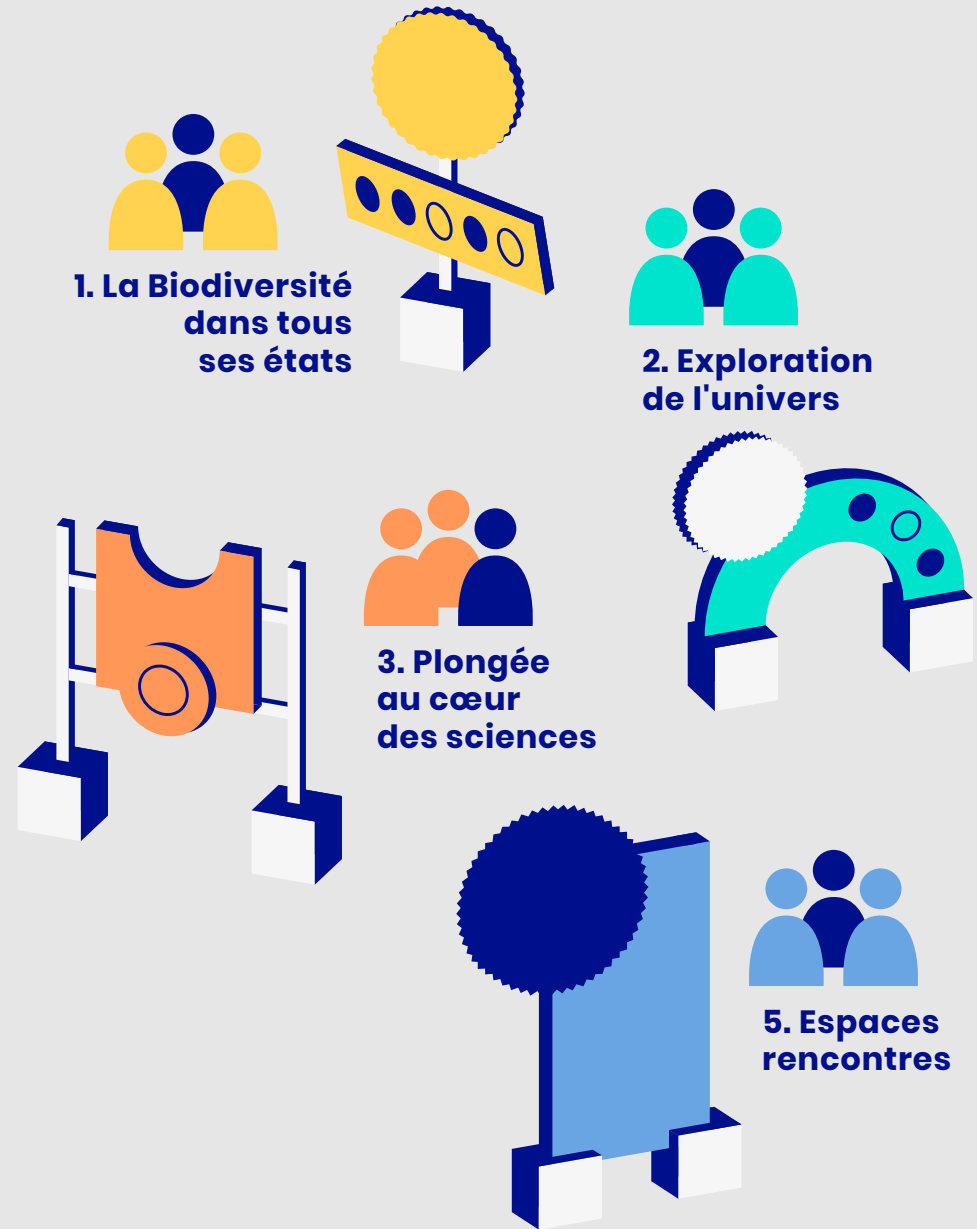 1. La Biodiversité
dans tous
ses états
2. Exploration
de l'univers
3. Plongée
au cœur
des sciences
5. Espaces
rencontres